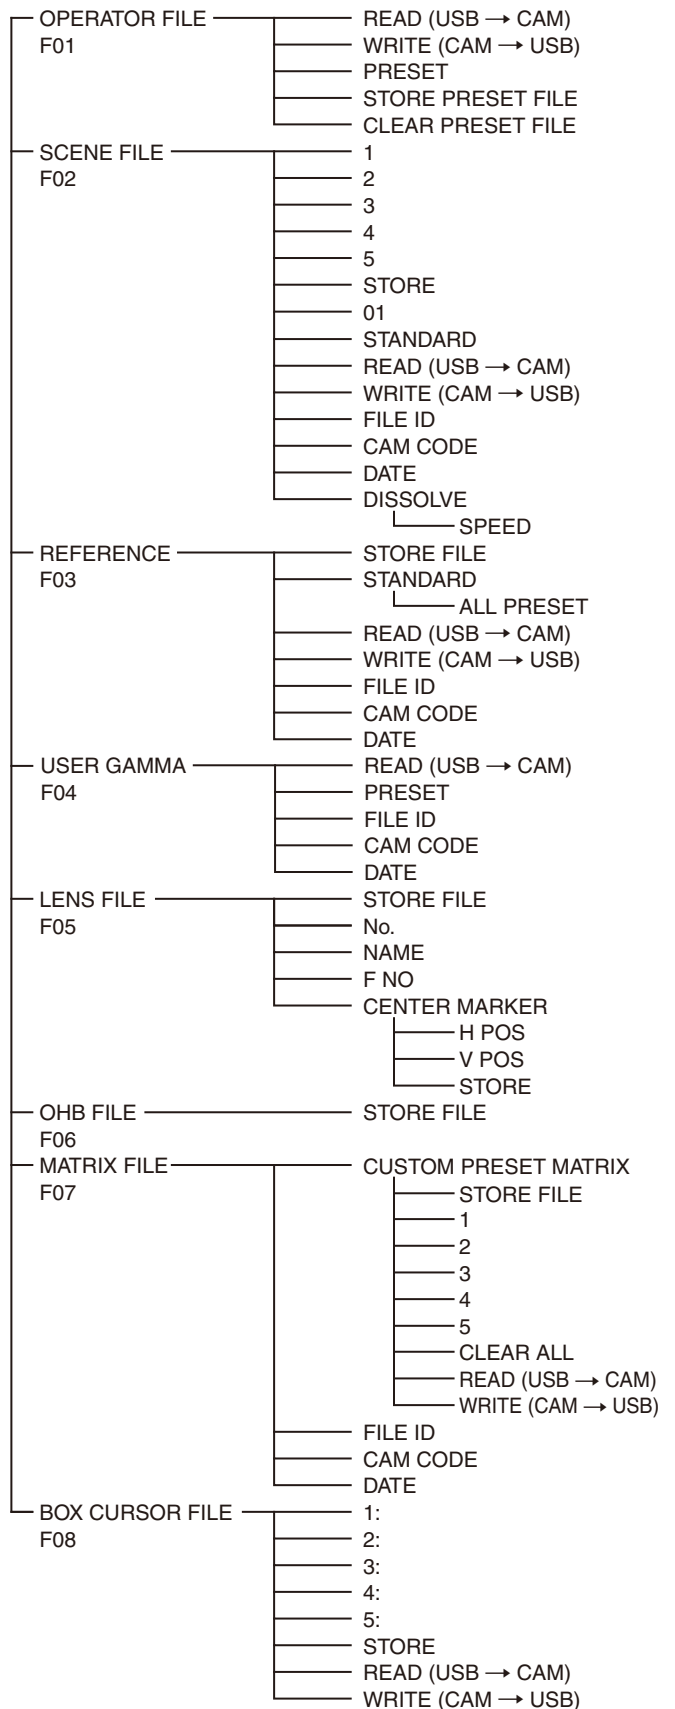 OPERATOR FILE
F01
READ (USB → CAM)
WRITE (CAM → USB)
PRESET
STORE PRESET FILE
CLEAR PRESET FILE
SCENE FILE
F02
1
2
3
4
5
STORE
01
STANDARD
READ (USB → CAM)
WRITE (CAM → USB)
FILE ID
CAM CODE
DATE
DISSOLVE
SPEED
REFERENCE
F03
STORE FILE
STANDARD
ALL PRESET
READ (USB → CAM)
WRITE (CAM → USB)
FILE ID
CAM CODE
DATE
USER GAMMA
F04
READ (USB → CAM)
PRESET
FILE ID
CAM CODE
DATE
LENS FILE
F05
STORE FILE
No.
NAME
F NO
CENTER MARKER
H POS
V POS
STORE
OHB FILE
F06
STORE FILE
MATRIX FILE
F07
CUSTOM PRESET MATRIX
STORE FILE
1
2
3
4
5
CLEAR ALL
READ (USB → CAM)
WRITE (CAM → USB)
FILE ID
CAM CODE
DATE
BOX CURSOR FILE
F08
1:
2:
3:
4:
5:
STORE
READ (USB → CAM)
WRITE (CAM → USB)